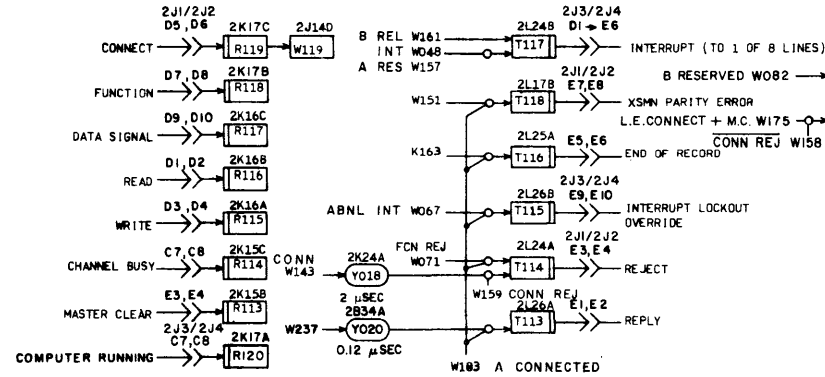 2J1/2J2
D5, D6
2K17C
2J14D
CONNECT
R119
W119
D7, D8
2K17B
FUNCTION
R118
D9, D10
2K16C
DATA SIGNAL
R117
D1, D2
2K16B
READ
R116
D3, D4
2K16A
WRITE
R115
C7, C8
2K15C
CHANNEL BUSY
R114
E3, E4
2K15B
MASTER CLEAR
R113
2J3/2J4
C7, C8
2K17A
COMPUTER RUNNING
R120
B REL W161
INT W048
A RES W157
2L24B
T117
2J3/2J4
D1 → E6
INTERRUPT (TO 1 OF 8 LINES)
B RESERVED W082
W151
2L17B
T118
2J1/2J2
E7, E8
XSMN PARITY ERROR
L.E.CONNECT + M.C. W175
CONN REJ W158
K163
2L25A
T116
E5, E6
END OF RECORD
ABNL INT W067
2L26B
T115
2J3/2J4
E9, E10
INTERRUPT LOCKOUT
OVERRIDE
CONN
W143
2K24A
Y018
2 μSEC
FCN REJ
W071
2L24A
T114
2J1/2J2
E3, E4
REJECT
W159 CONN REJ
W237
2B34A
Y020
0.12 μSEC
2L26A
T113
E1, E2
REPLY
W183 A CONNECTED